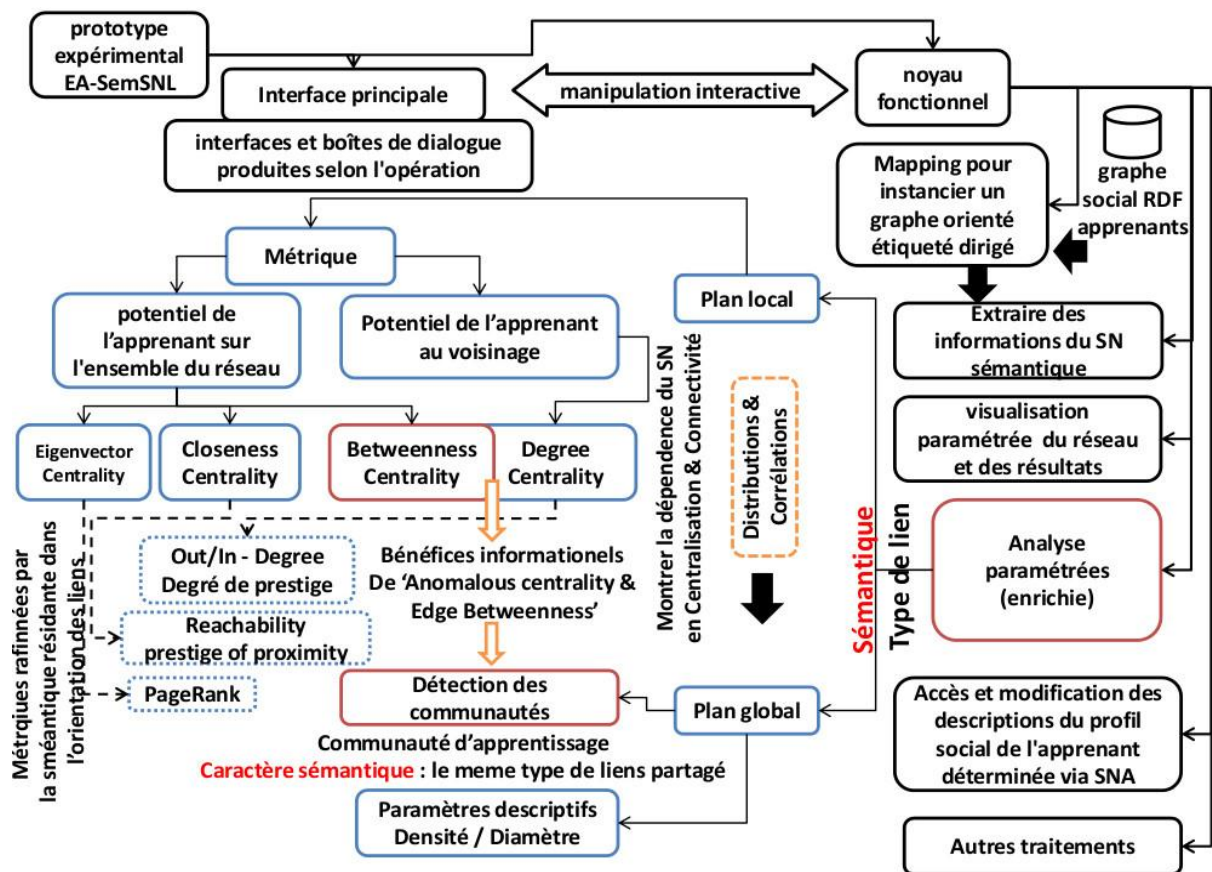 prototype
expérimental
EA-SemSNL
Interface principale
manipulation interactive
noyau
fonctionnel
interfaces et boîtes de dialogue
produites selon l'opération
Mapping pour
instancier un
graphe orienté
étiqueté dirigé
graphe
social RDF
apprenants
Métrique
Plan local
potentiel de
l’apprenant sur
l'ensemble du réseau
Potentiel de l’apprenant
au voisinage
Extraire des
informations du SN
sémantique
visualisation
paramétrée du réseau
et des résultats
Eigenvector
Centrality
Closeness
Centrality
Betweenness
Centrality
Degree
Centrality
Montrer la dépendence du SN
en Centralisation & Connectivité
Distributions &
Corrélations
Sémantique
Type de lien
Analyse
paramétrées
(enrichie)
Métrqiues rafinnées par
la sméantique résidante dans
l’orientation des liens
Out/In - Degree
Degré de prestige
Reachability
prestige of proximity
PageRank
Bénéfices informationels
De ‘Anomalous centrality &
Edge Betweenness’
Détection des
communautés
Plan global
Communauté d’apprentissage
Caractère sémantique : le meme type de liens partagé
Paramètres descriptifs
Densité / Diamètre
Accès et modification des
descriptions du profil
social de l'apprenant
déterminée via SNA
Autres traitements